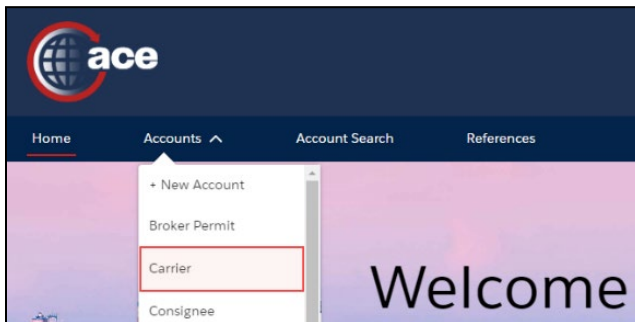 ace
Home Accounts Account Search References
+ New Account
Broker Permit
Carrier
Consignee
Welcome